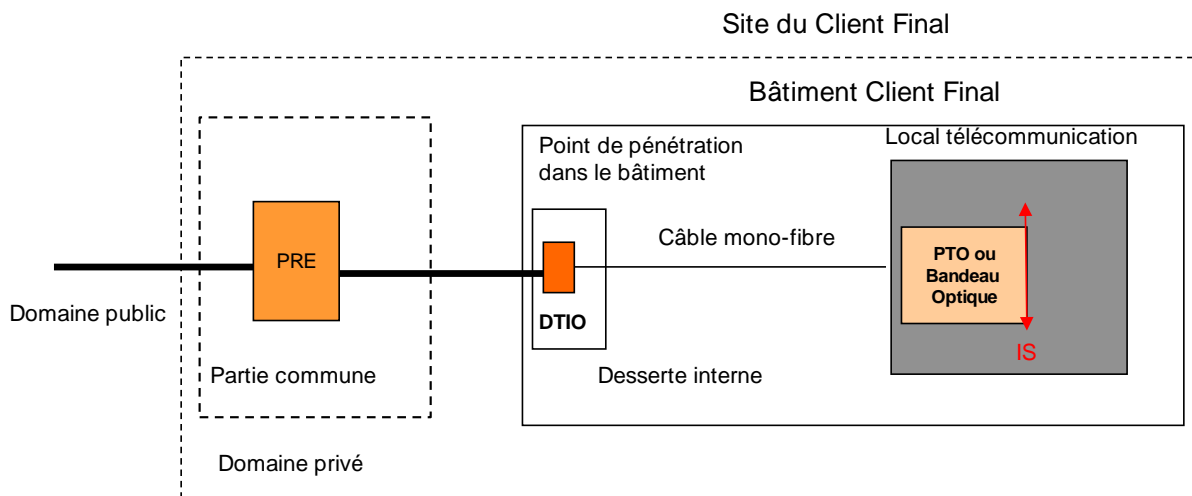 Site du Client Final
Bâtiment Client Final
Point de pénétration
dans le bâtiment
Local télécommunication
PRE
Câble mono-fibre
PTO ou
Bandeau
Optique
Domaine public
DTIO
IS
Partie commune
Desserte interne
Domaine privé